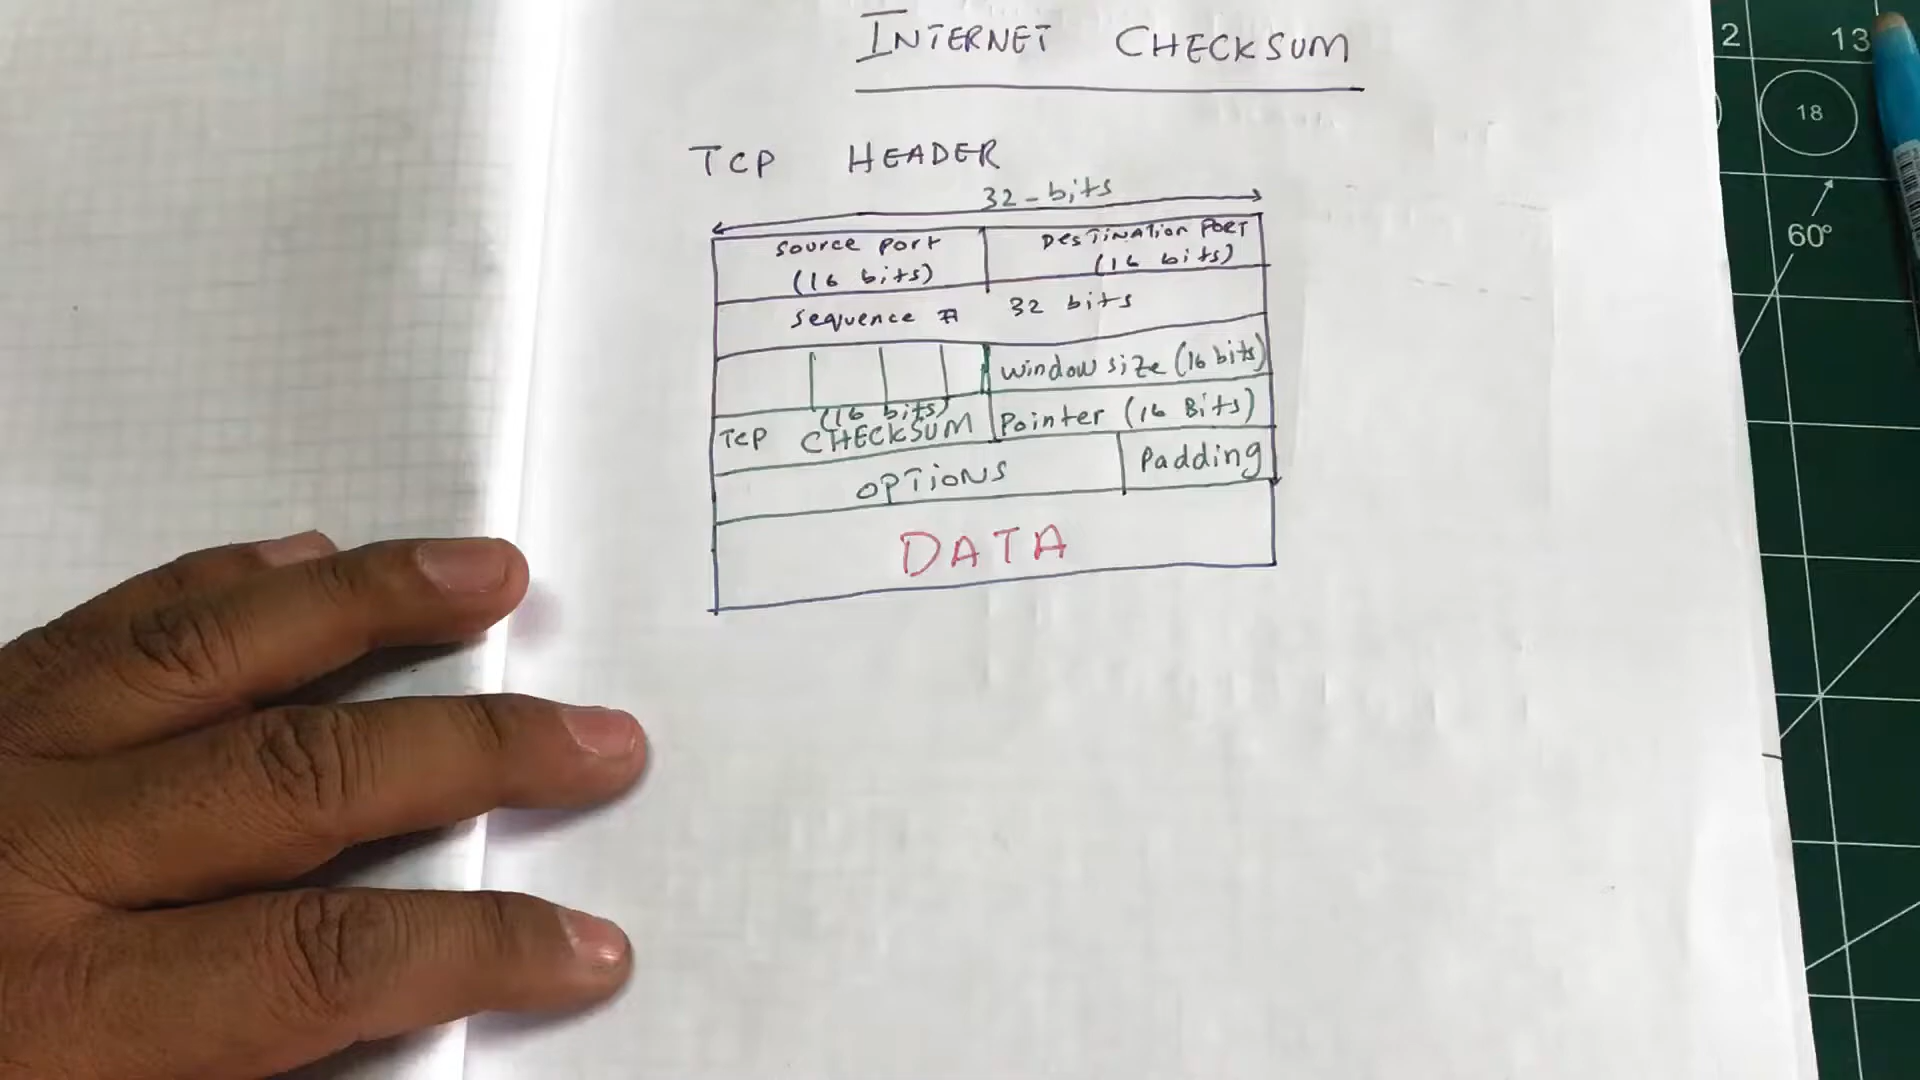 INTERNET CHECKSUM
TCP HEADER
32-bits
Source Port
(16 bits)
DESTINATION PORT
(16 bits)
Sequence # 32 bits
Window size (16 bits)
(16 bits)
TCP CHECKSUM
Pointer (16 Bits)
OPTIONS
Padding
DATA
2
13
18
60°